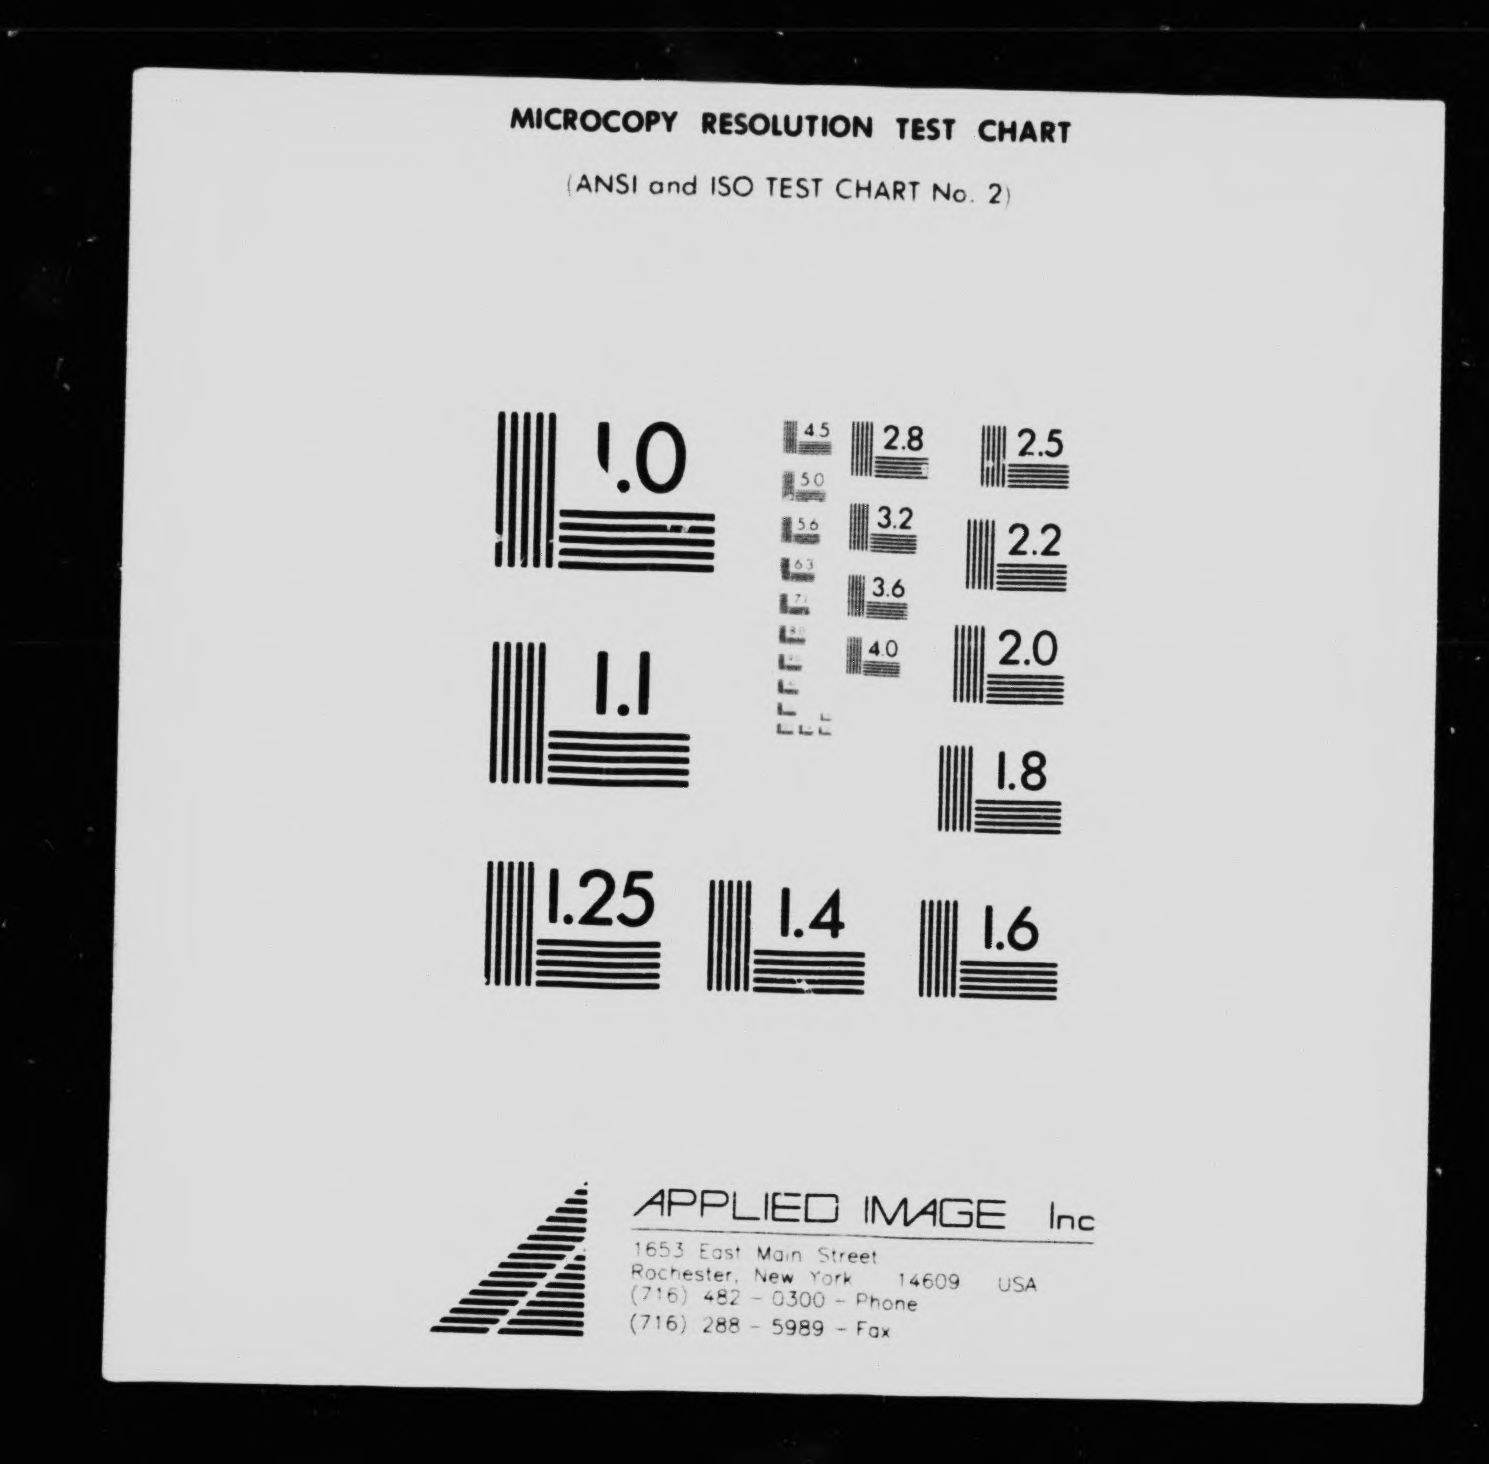 MICROCOPY RESOLUTION TEST CHART
(ANSI and ISO TEST CHART No. 2)
1.0
1.1
1.25
1.4
1.6
1.8
2.0
2.2
2.5
2.8
3.2
3.6
4.0
4.5
5.0
5.6
6.3
APPLIED IMAGE Inc
1653 East Main Street
Rochester, New York 14609 USA
(716) 482 - 0300 - Phone
(716) 288 - 5989 - Fax